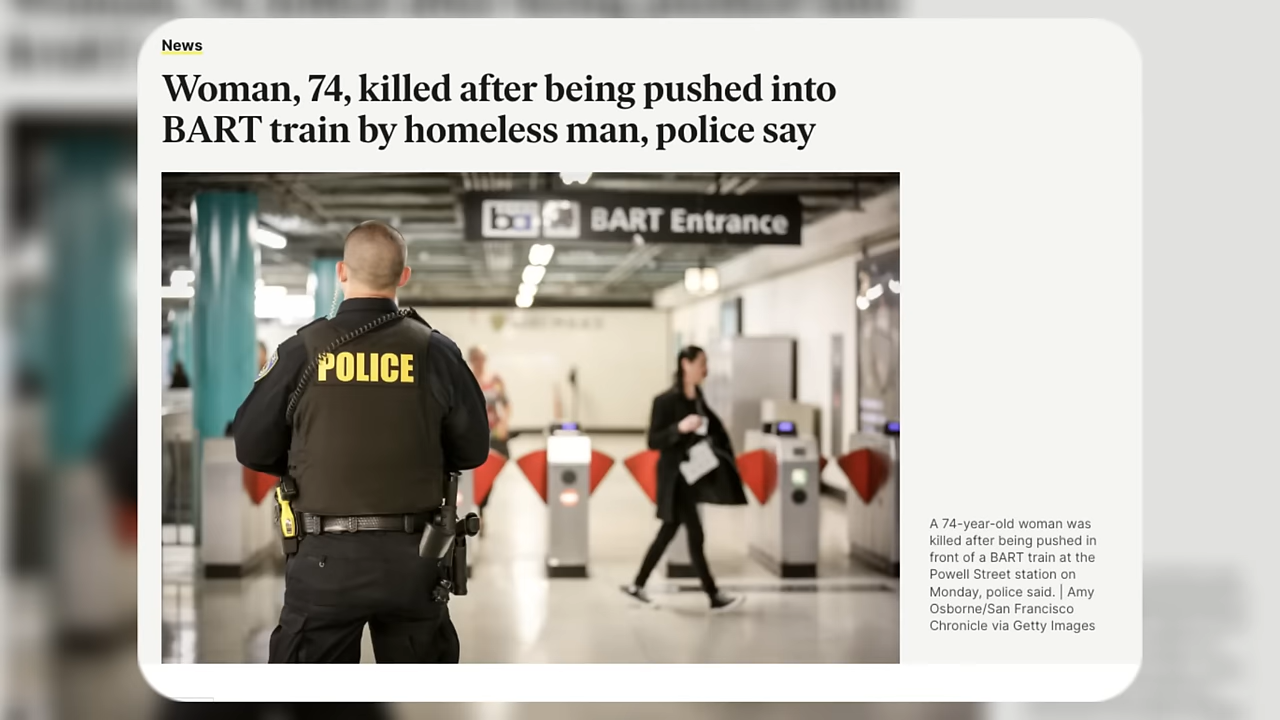 News
Woman, 74, killed after being pushed into
BART train by homeless man, police say
BART Entrance
POLICE
A 74-year-old woman was
killed after being pushed in
front of a BART train at the
Powell Street station on
Monday, police said. | Amy
Osborne/San Francisco
Chronicle via Getty Images